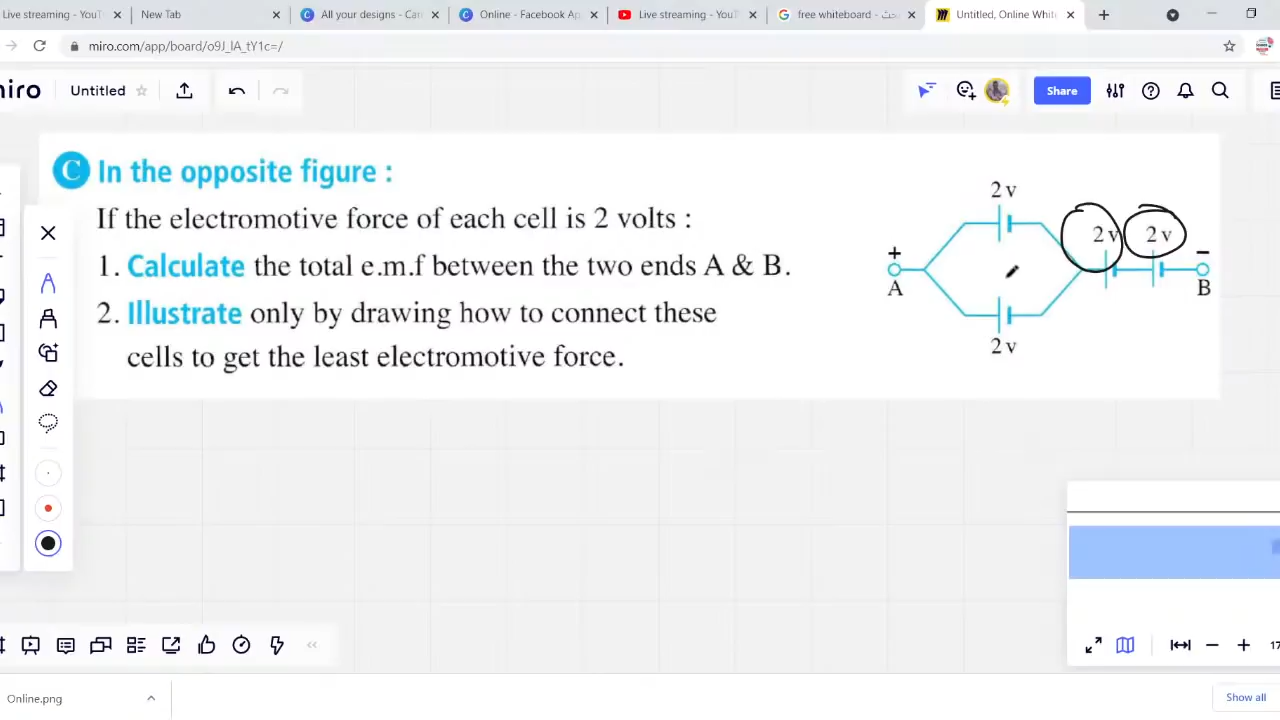 Live streaming - YouT
New Tab
All your designs - Can
Online - Facebook Ap
Live streaming - YouT
free whiteboard - بحث
Untitled, Online Whit
miro.com/app/board/o9J_lA_tY1c=/
miro
Untitled
Share
C In the opposite figure :
If the electromotive force of each cell is 2 volts :
1. Calculate the total e.m.f between the two ends A & B.
2. Illustrate only by drawing how to connect these
cells to get the least electromotive force.
2 v
2 v
2 v
+
–
A
B
2 v
17
Online.png
Show all